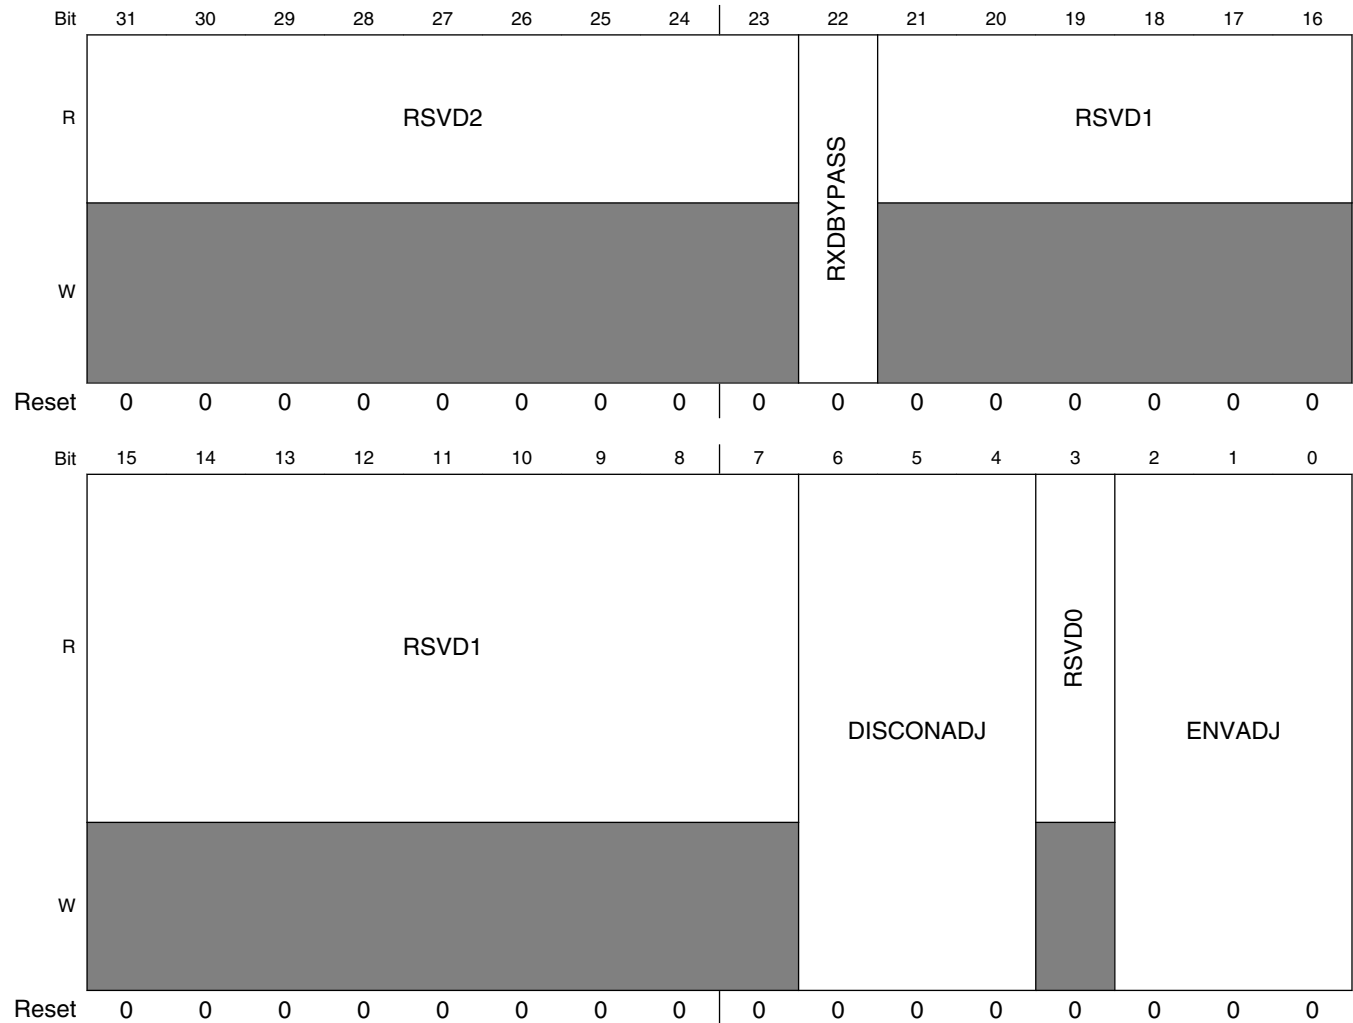 Bit 31 30 29 28 27 26 25 24 23 22 21 20 19 18 17 16
R RSVD2 RXDBYPASS RSVD1
W
Reset 0 0 0 0 0 0 0 0 0 0 0 0 0 0 0 0
Bit 15 14 13 12 11 10 9 8 7 6 5 4 3 2 1 0
R RSVD1 DISCONADJ RSVD0 ENVADJ
W
Reset 0 0 0 0 0 0 0 0 0 0 0 0 0 0 0 0